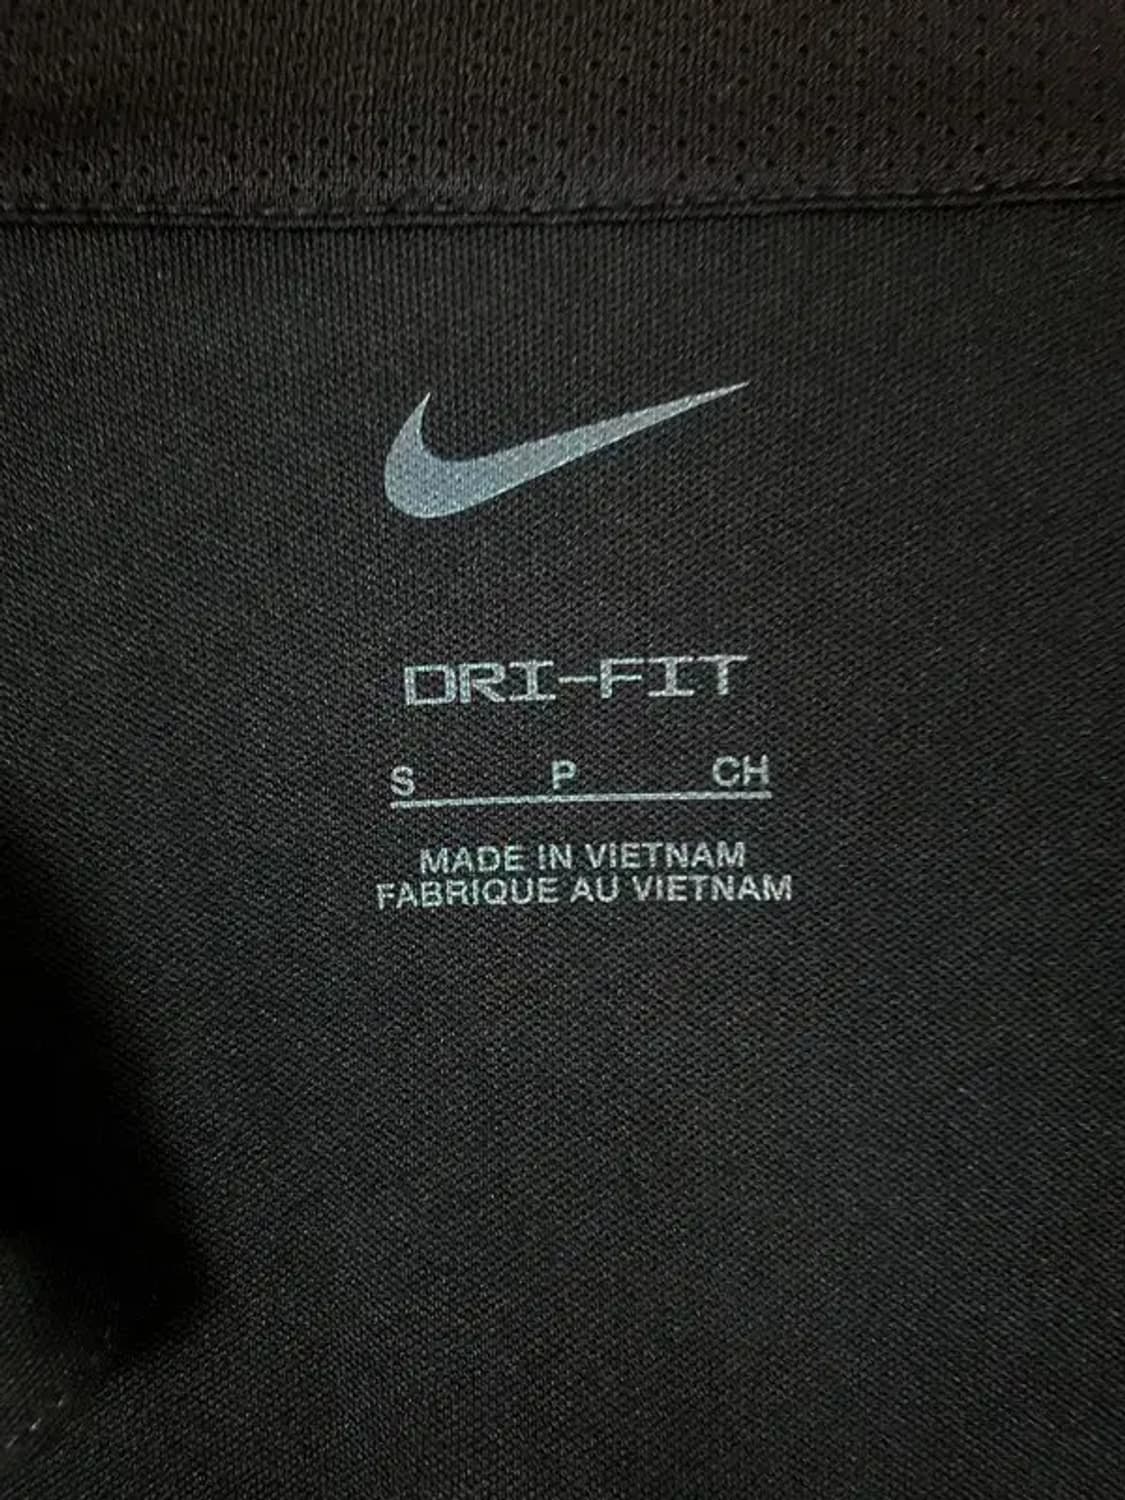 DRI-FIT
S P CH
MADE IN VIETNAM
FABRIQUE AU VIETNAM